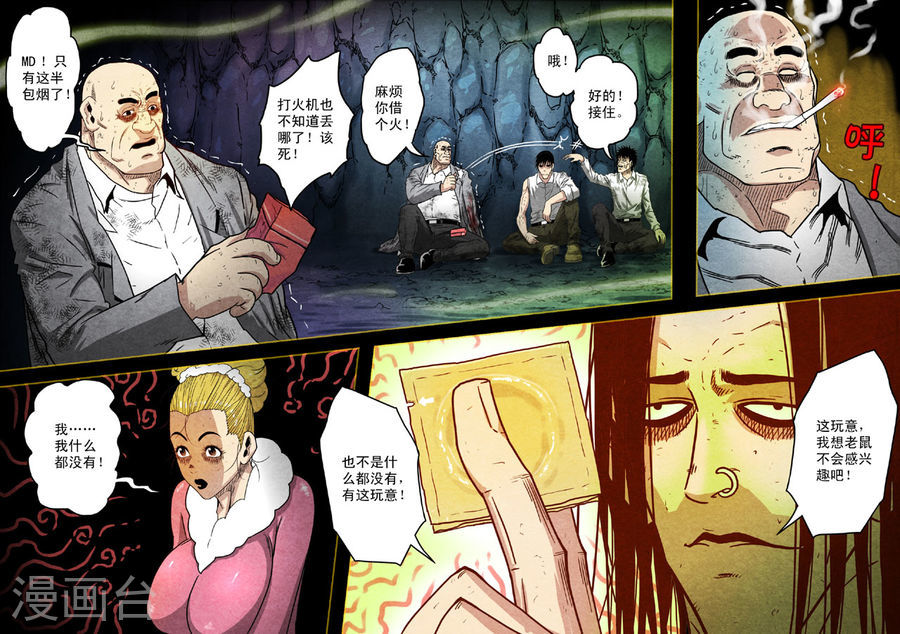 MD！只
有这半
包烟了！
打火机也
不知道丢
哪了！该
死！
麻烦
你借
个火！
哦！
好的！
接住。
呼！
我……
我什么
都没有！
也不是什
么都没有，
有这玩意！
这玩意，
我想老鼠
不会感兴
趣吧！
漫画台